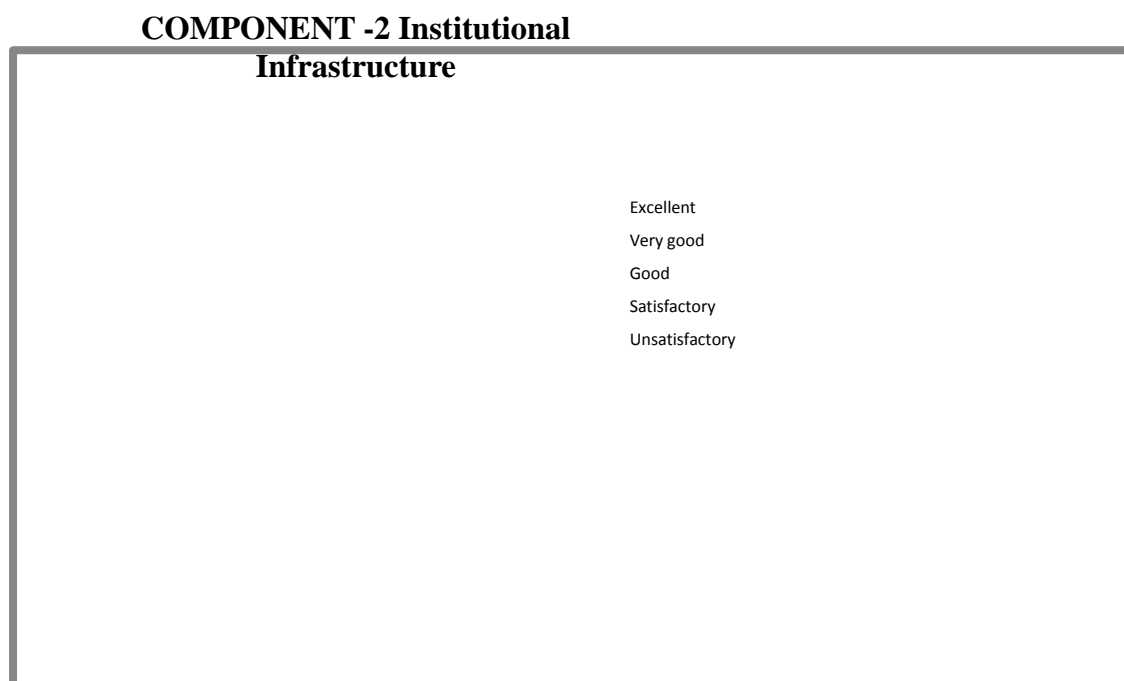 COMPONENT -2 Institutional
Infrastructure
Excellent
Very good
Good
Satisfactory
Unsatisfactory